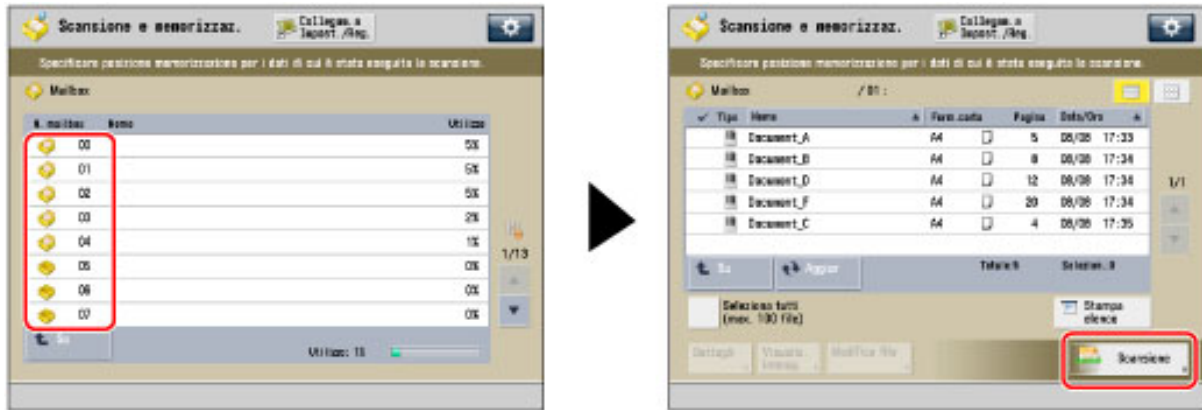 Scansione e memorizzaz.
Collegam. a
Impost./Reg.
Specificare posizione memorizzazione per i dati di cui è stata eseguita la scansione.
Mailbox
N. mailbox Nome Utilizzo
00 5%
01 5%
02 5%
03 2%
04 1%
05 0%
06 0%
07 0%
1/13
Su
Utilizzo: 1%
Scansione e memorizzaz.
Collegam. a
Impost./Reg.
Specificare posizione memorizzazione per i dati di cui è stata eseguita la scansione.
Mailbox /01 :
Tipo Nome Form.carta Pagina Data/Ora
Document_A A4 5 08/08 17:33
Document_B A4 8 08/08 17:34
Document_D A4 12 08/08 17:34
Document_F A4 20 08/08 17:34
Document_C A4 4 08/08 17:35
1/1
Su Aggior Totale:5 Selezion.:0
Seleziona tutti
(max. 100 file)
Stampa
elenco
Dettagli Modifica file
Scansione